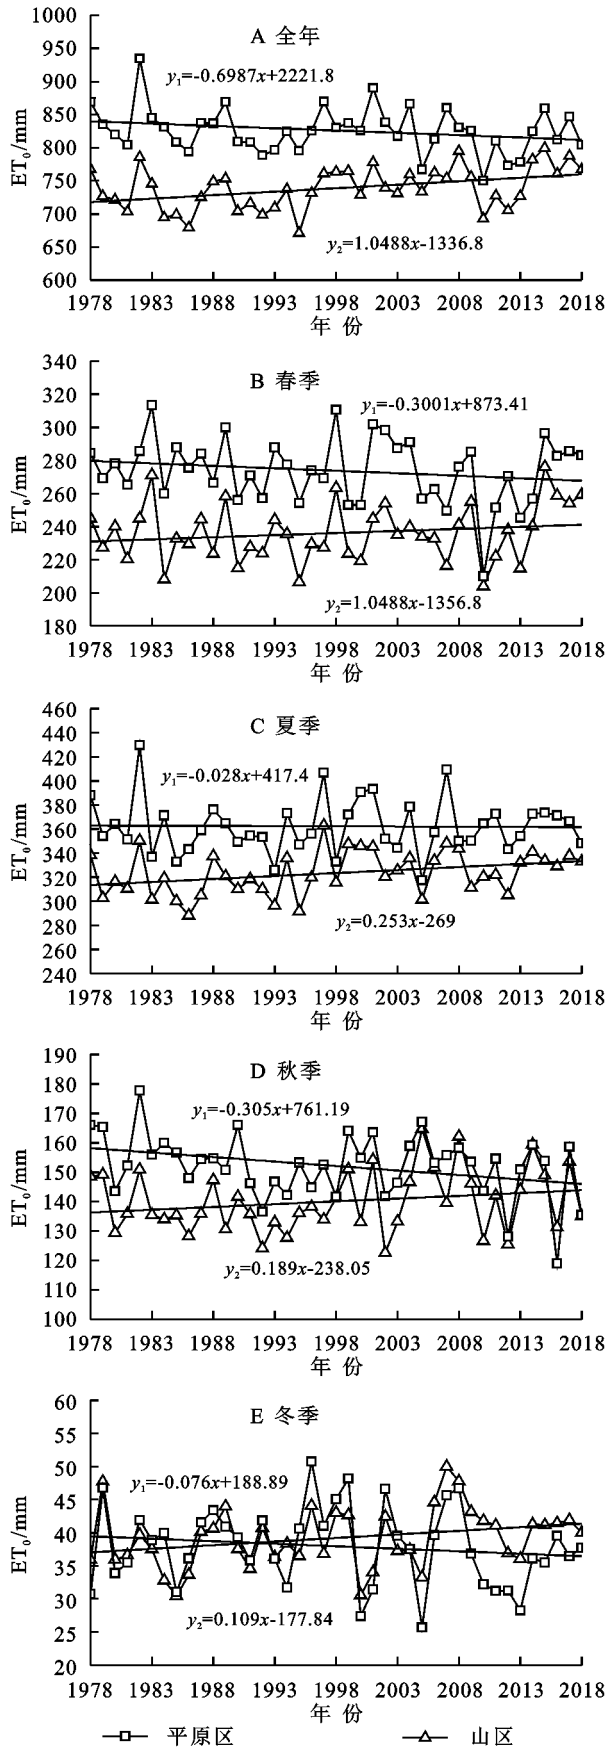 A 全年
y₁=-0.6987x+2221.8
y₂=1.0488x-1336.8
ET₀/mm
1000
950
900
850
800
750
700
650
600
1978 1983 1988 1993 1998 2003 2008 2013 2018
年 份
B 春季
y₁=-0.3001x+873.41
y₂=1.0488x-1356.8
ET₀/mm
340
320
300
280
260
240
220
200
180
1978 1983 1988 1993 1998 2003 2008 2013 2018
年 份
C 夏季
y₁=-0.028x+417.4
y₂=0.253x-269
ET₀/mm
460
440
420
400
380
360
340
320
300
280
260
240
1978 1983 1988 1993 1998 2003 2008 2013 2018
年 份
D 秋季
y₁=-0.305x+761.19
y₂=0.189x-238.05
ET₀/mm
190
180
170
160
150
140
130
120
110
100
1978 1983 1988 1993 1998 2003 2008 2013 2018
年 份
E 冬季
y₁=-0.076x+188.89
y₂=0.109x-177.84
ET₀/mm
60
55
50
45
40
35
30
25
20
1978 1983 1988 1993 1998 2003 2008 2013 2018
年 份
平原区 山区